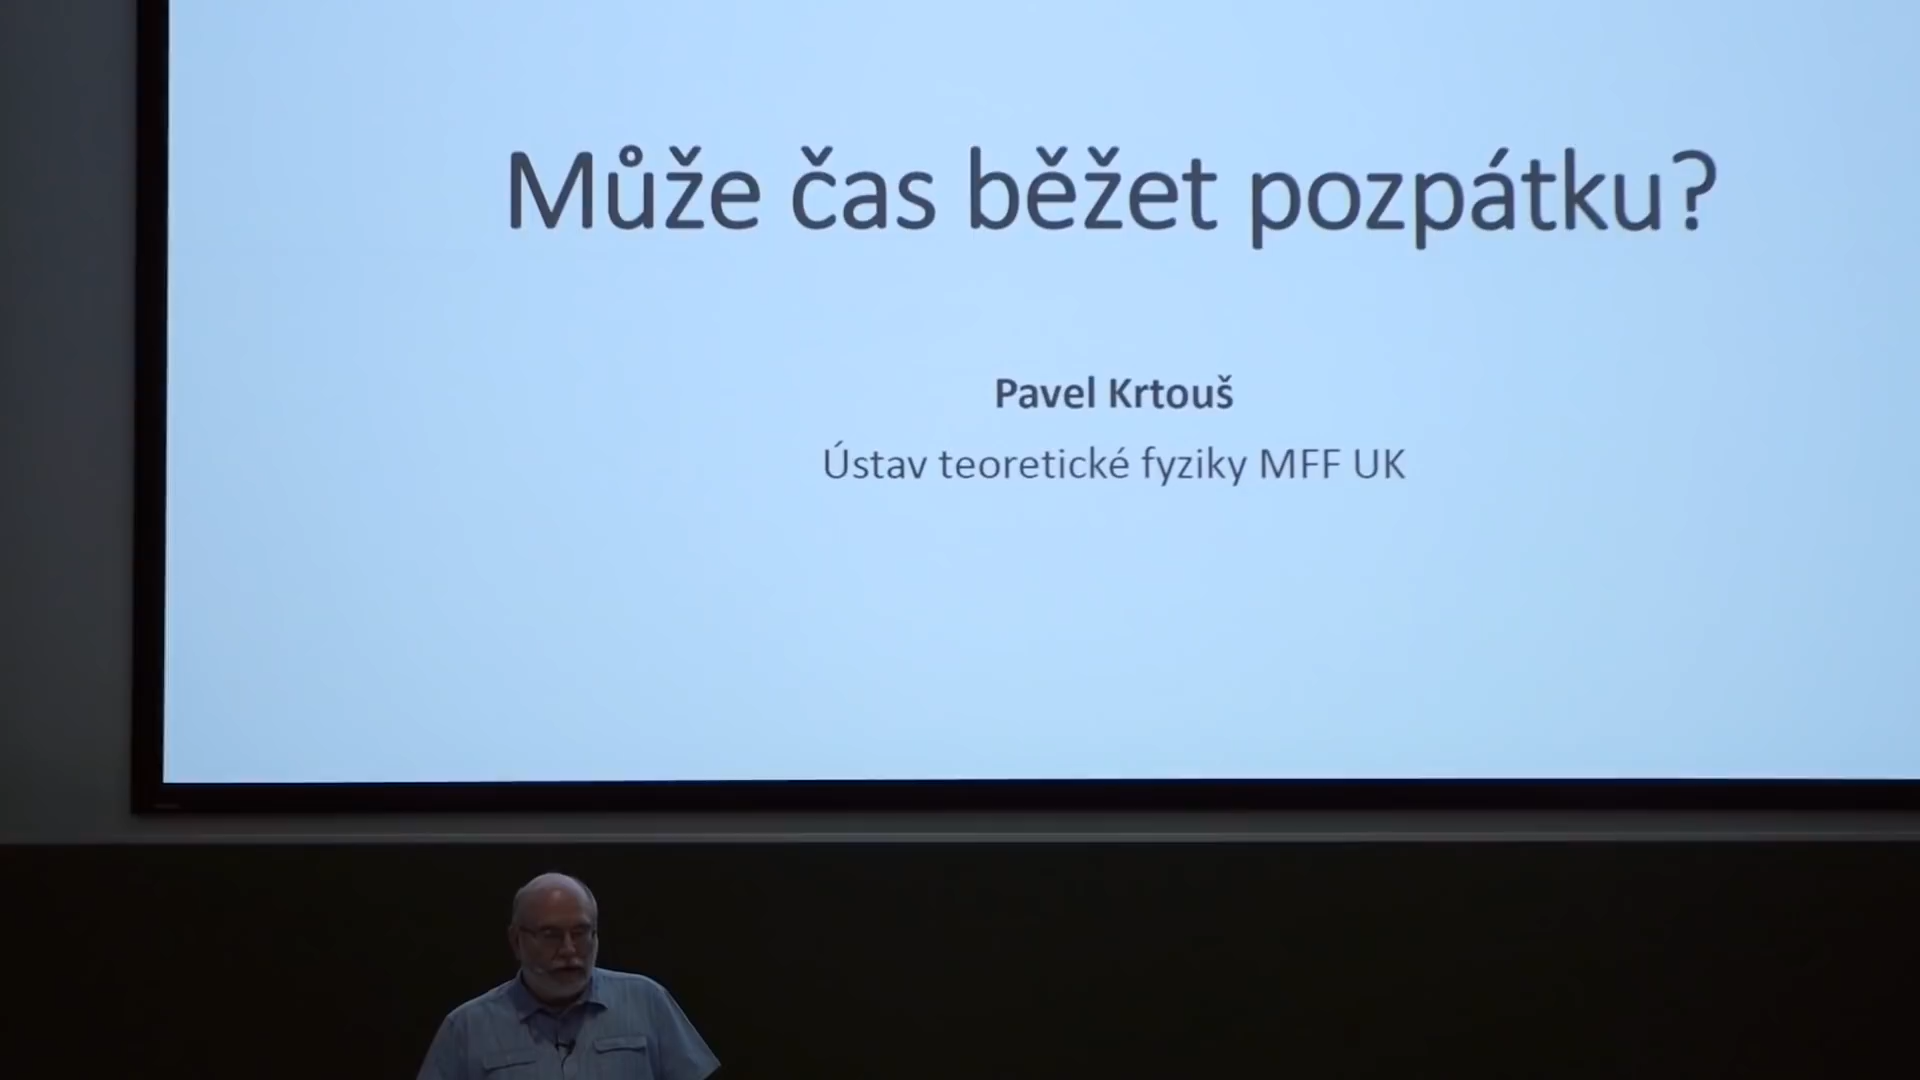 Může čas běžet pozpátku?
Pavel Krtouš
Ústav teoretické fyziky MFF UK